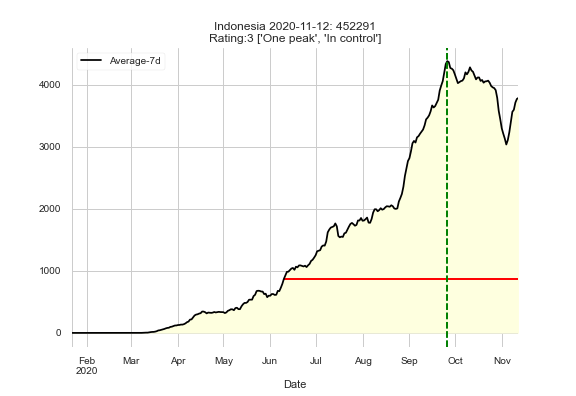 Indonesia 2020-11-12: 452291
Rating:3 ['One peak', 'In control']
Average-7d
4000
3000
2000
1000
0
Feb Mar Apr May Jun Jul Aug Sep Oct Nov
2020
Date